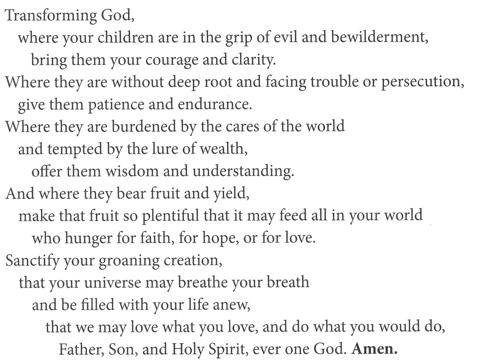 Transforming God,
where your children are in the grip of evil and bewilderment,
bring them your courage and clarity.
Where they are without deep root and facing trouble or persecution,
give them patience and endurance.
Where they are burdened by the cares of the world
and tempted by the lure of wealth,
offer them wisdom and understanding.
And where they bear fruit and yield,
make that fruit so plentiful that it may feed all in your world
who hunger for faith, for hope, or for love.
Sanctify your groaning creation,
that your universe may breathe your breath
and be filled with your life anew,
that we may love what you love, and do what you would do,
Father, Son, and Holy Spirit, ever one God. Amen.